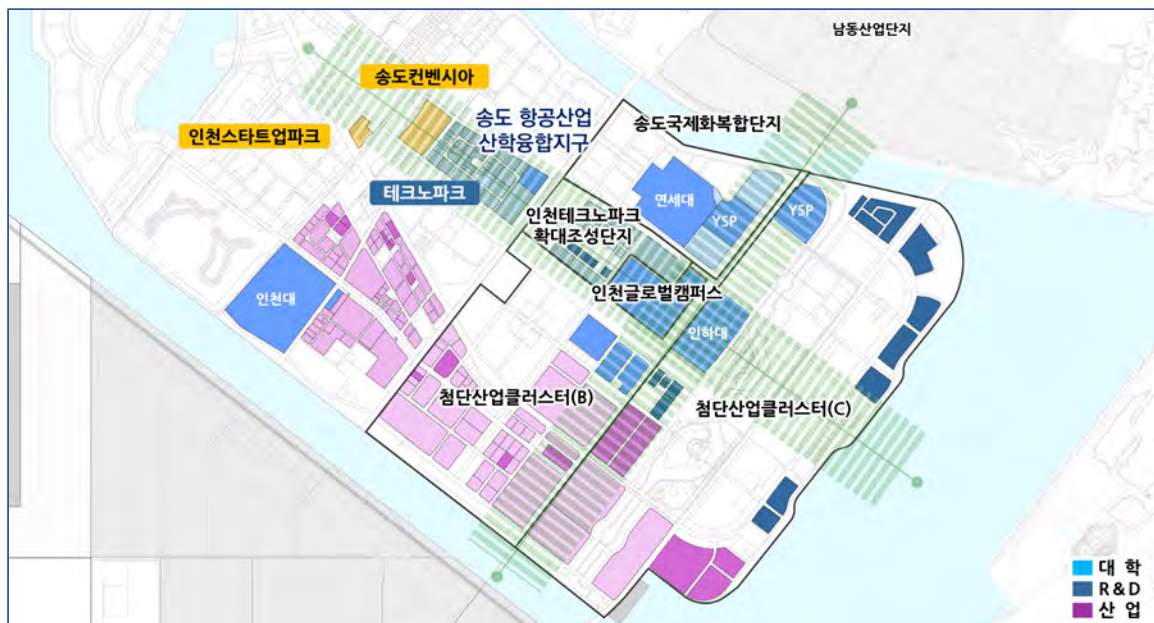 남동산업단지
송도컨벤시아
인천스타트업파크
송도 항공산업
산학융합지구
송도국제화복합단지
테크노파크
연세대
YSP
YSP
인천테크노파크
확대조성단지
인천글로벌캠퍼스
인천대
인하대
첨단산업클러스터(B)
첨단산업클러스터(C)
대 학
R&D
산 업